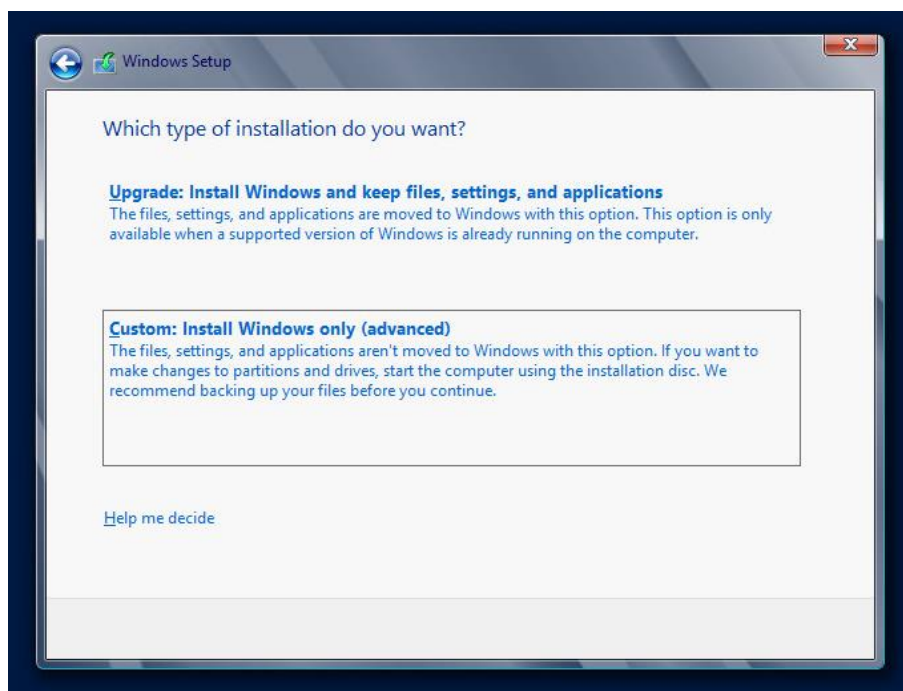 Windows Setup
Which type of installation do you want?
Upgrade: Install Windows and keep files, settings, and applications
The files, settings, and applications are moved to Windows with this option. This option is only
available when a supported version of Windows is already running on the computer.
Custom: Install Windows only (advanced)
The files, settings, and applications aren't moved to Windows with this option. If you want to
make changes to partitions and drives, start the computer using the installation disc. We
recommend backing up your files before you continue.
Help me decide